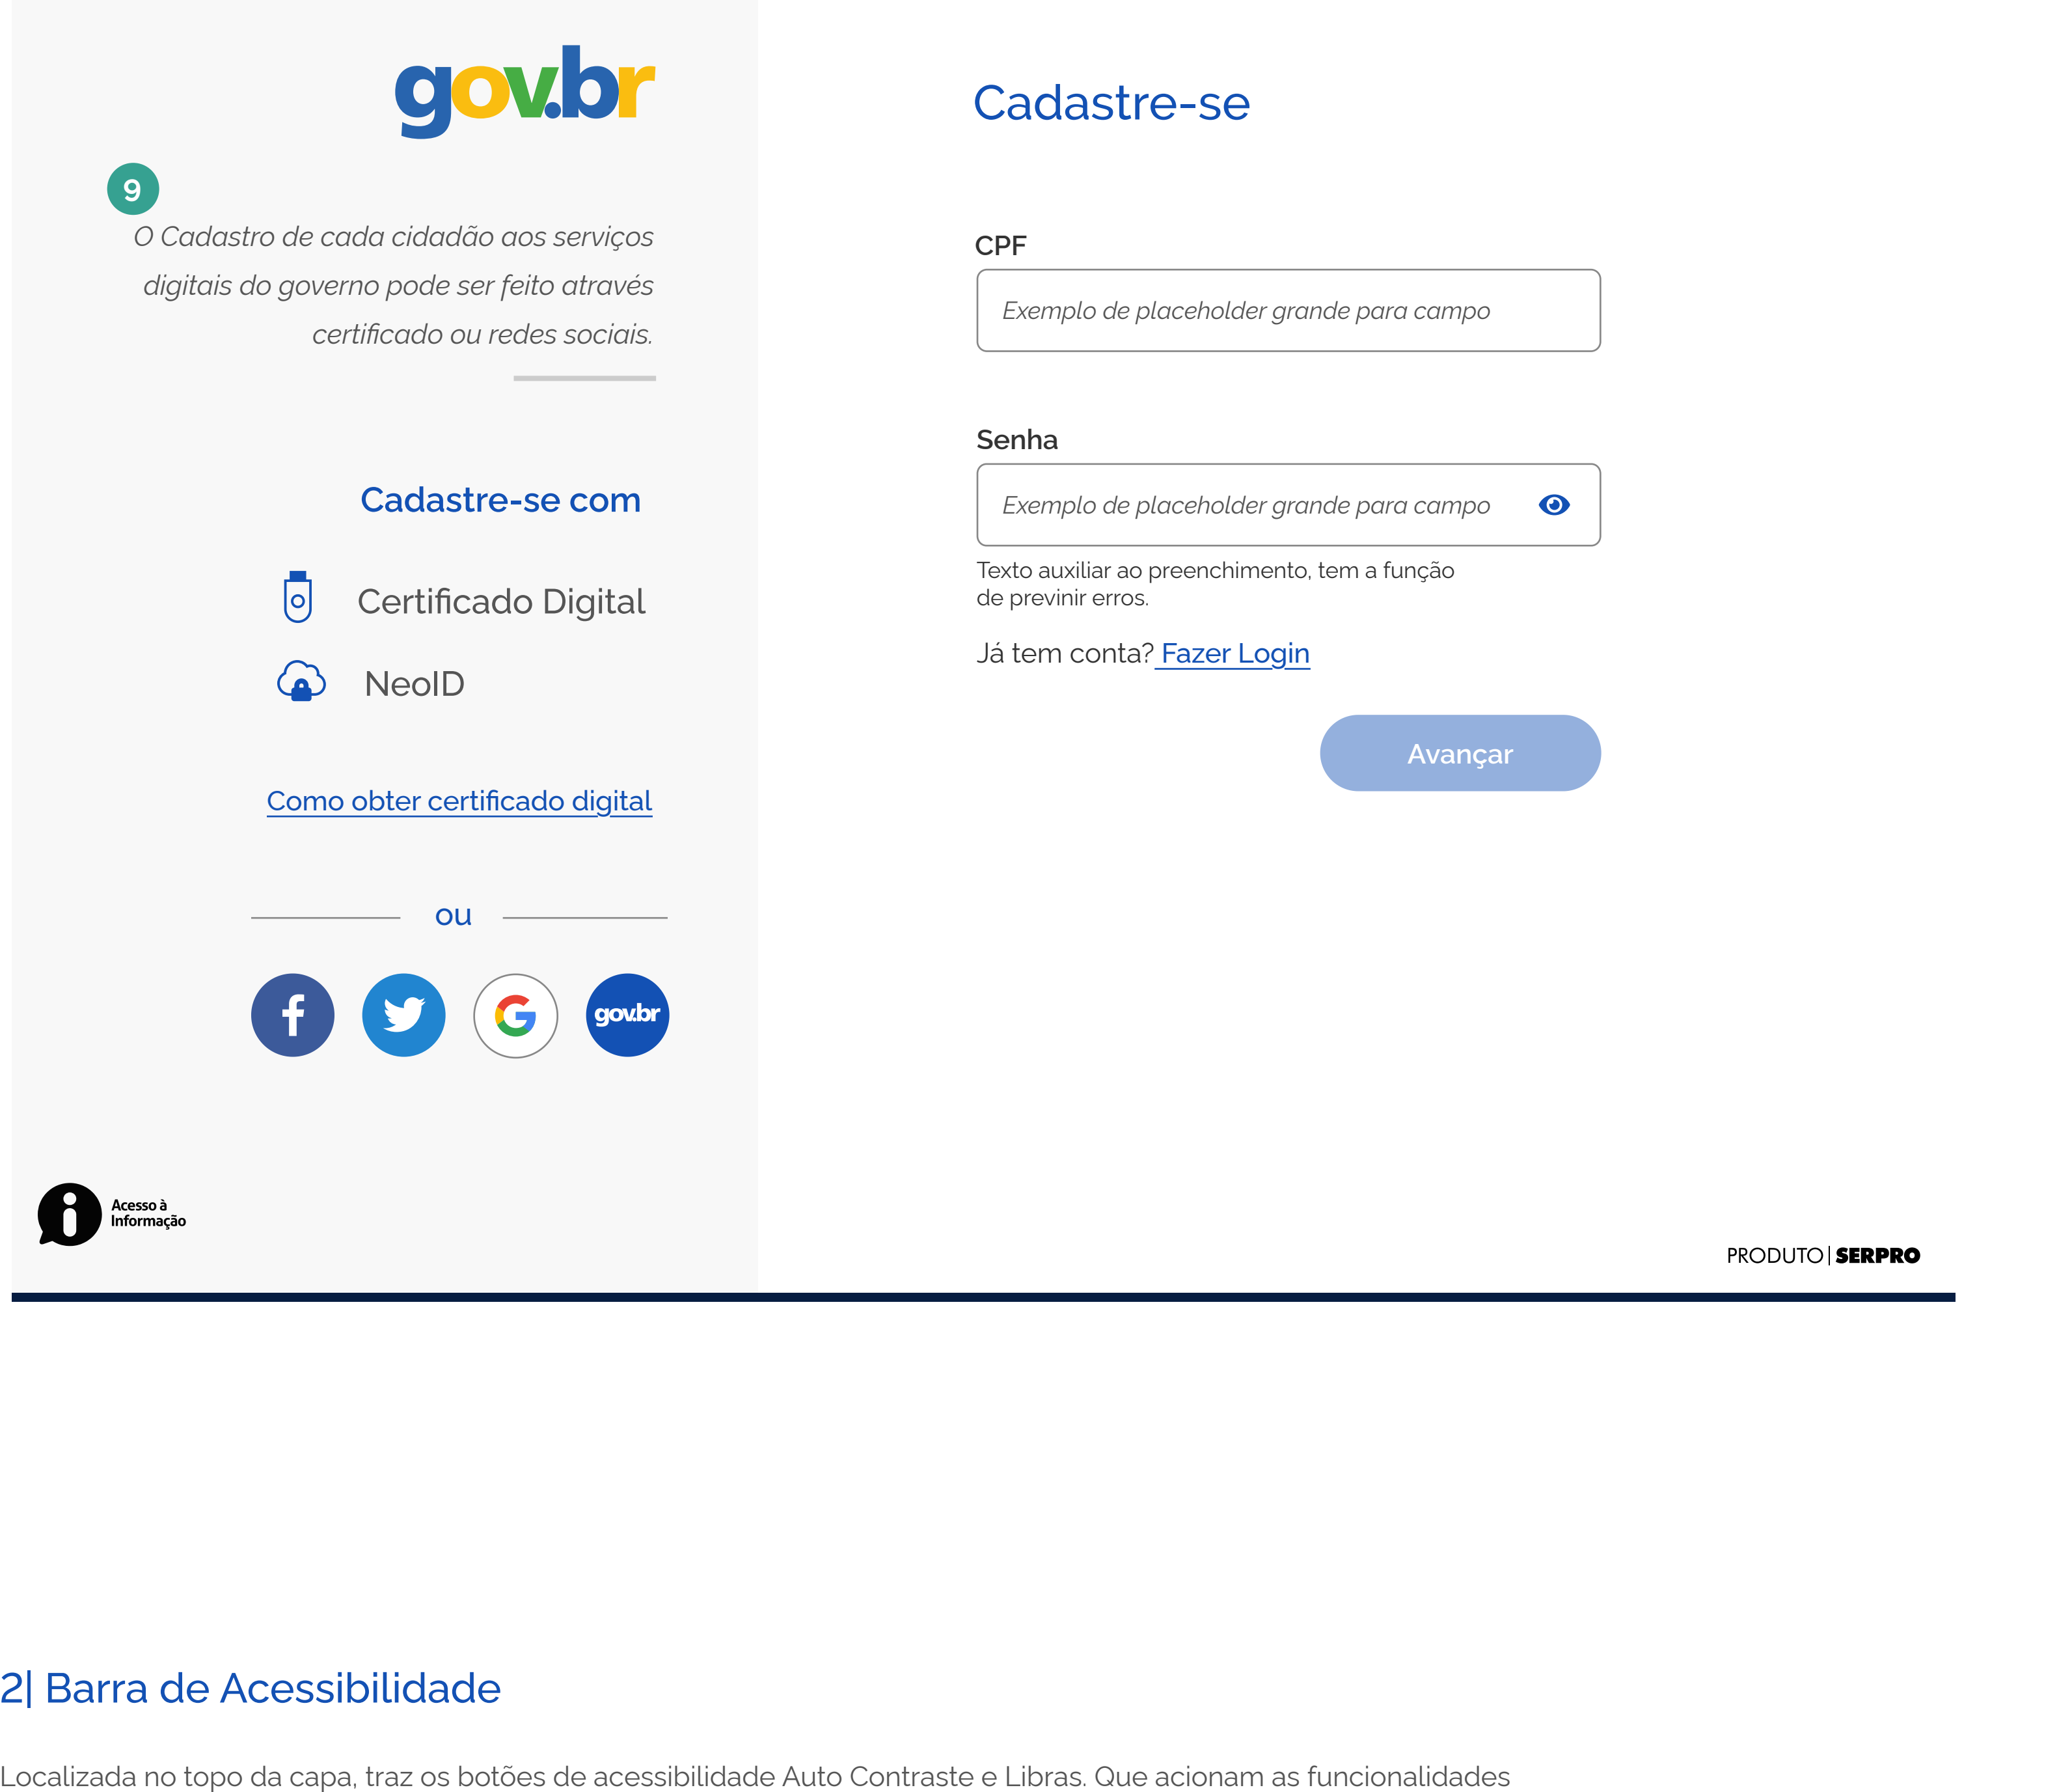 gov.br
9
O Cadastro de cada cidadão aos serviços
digitais do governo pode ser feito através
certificado ou redes sociais.
Cadastre-se com
Certificado Digital
NeoID
Como obter certificado digital
ou
gov.br
Acesso à
Informação
Cadastre-se
CPF
Exemplo de placeholder grande para campo
Senha
Exemplo de placeholder grande para campo
Texto auxiliar ao preenchimento, tem a função
de previnir erros.
Já tem conta? Fazer Login
Avançar
PRODUTO | SERPRO
2| Barra de Acessibilidade
Localizada no topo da capa, traz os botões de acessibilidade Auto Contraste e Libras. Que acionam as funcionalidades